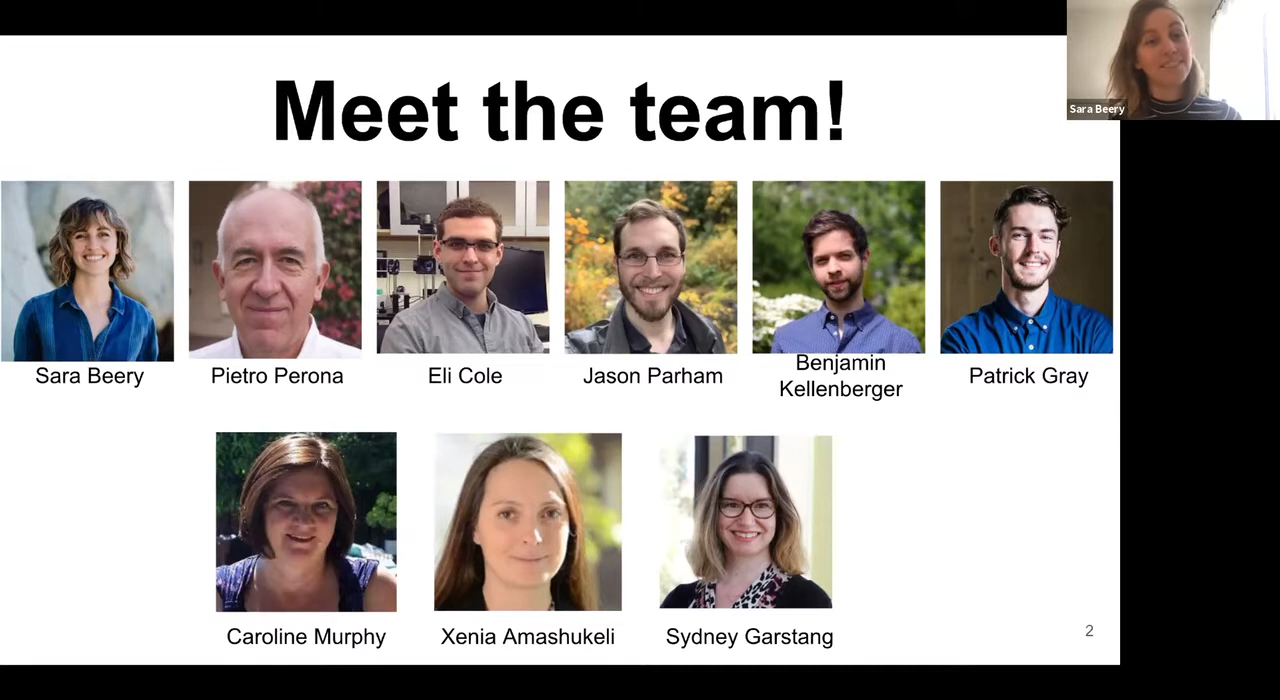 Meet the team!
Sara Beery
Sara Beery
Pietro Perona
Eli Cole
Jason Parham
Benjamin
Kellenberger
Patrick Gray
Caroline Murphy
Xenia Amashukeli
Sydney Garstang
2